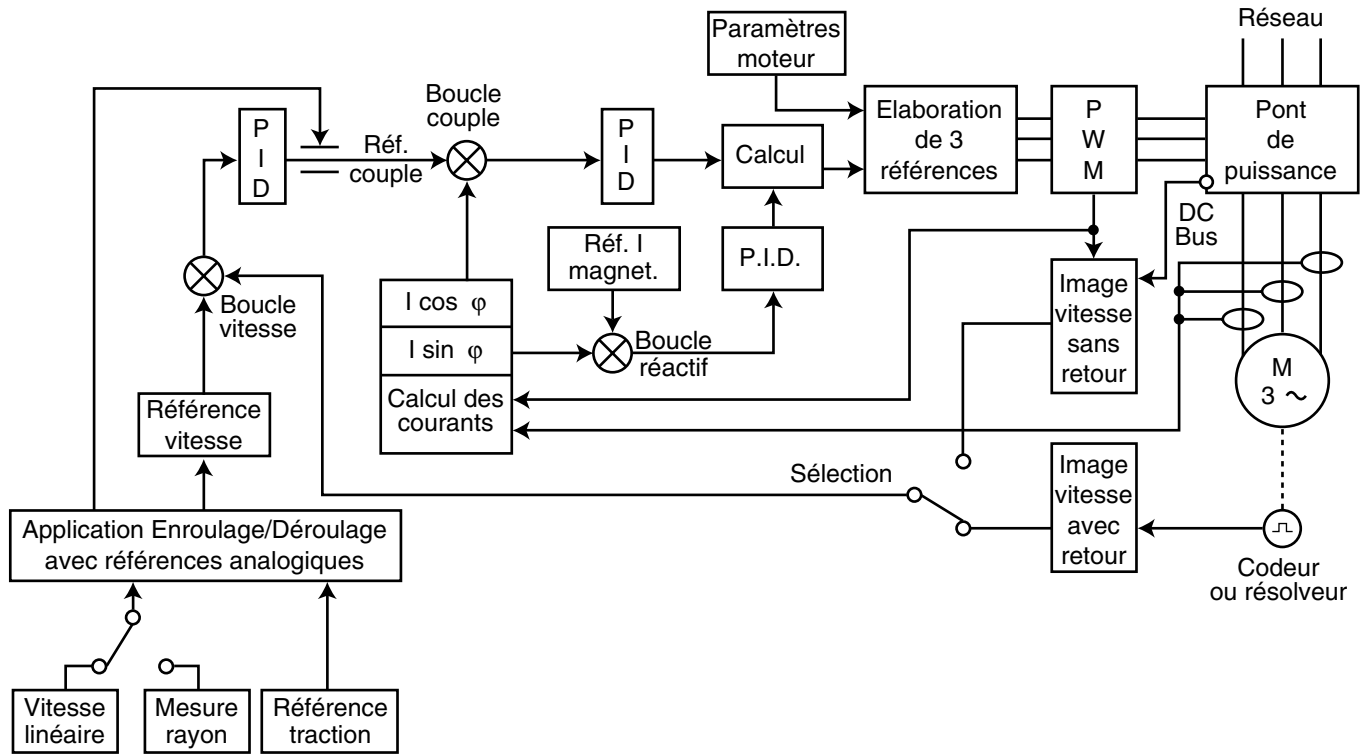 Réseau
Paramètres
moteur
Boucle
couple
P
I
D
Réf.
couple
P
I
D
Calcul
Elaboration
de 3
références
P
W
M
Pont
de
puissance
DC
Bus
Réf. I
magnet.
P.I.D.
Boucle
vitesse
I cos φ
I sin φ
Calcul des
courants
Boucle
réactif
Image
vitesse
sans
retour
M
3 ~
Référence
vitesse
Sélection
Image
vitesse
avec
retour
Codeur
ou résolveur
Application Enroulage/Déroulage
avec références analogiques
Vitesse
linéaire
Mesure
rayon
Référence
traction